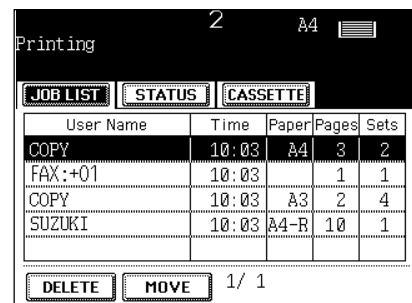 2 A4
Printing
JOB LIST STATUS CASSETTE
User Name Time Paper Pages Sets
COPY 10:03 A4 3 2
FAX:+01 10:03 1 1
COPY 10:03 A3 2 4
SUZUKI 10:03 A4-R 10 1
DELETE MOVE 1/ 1